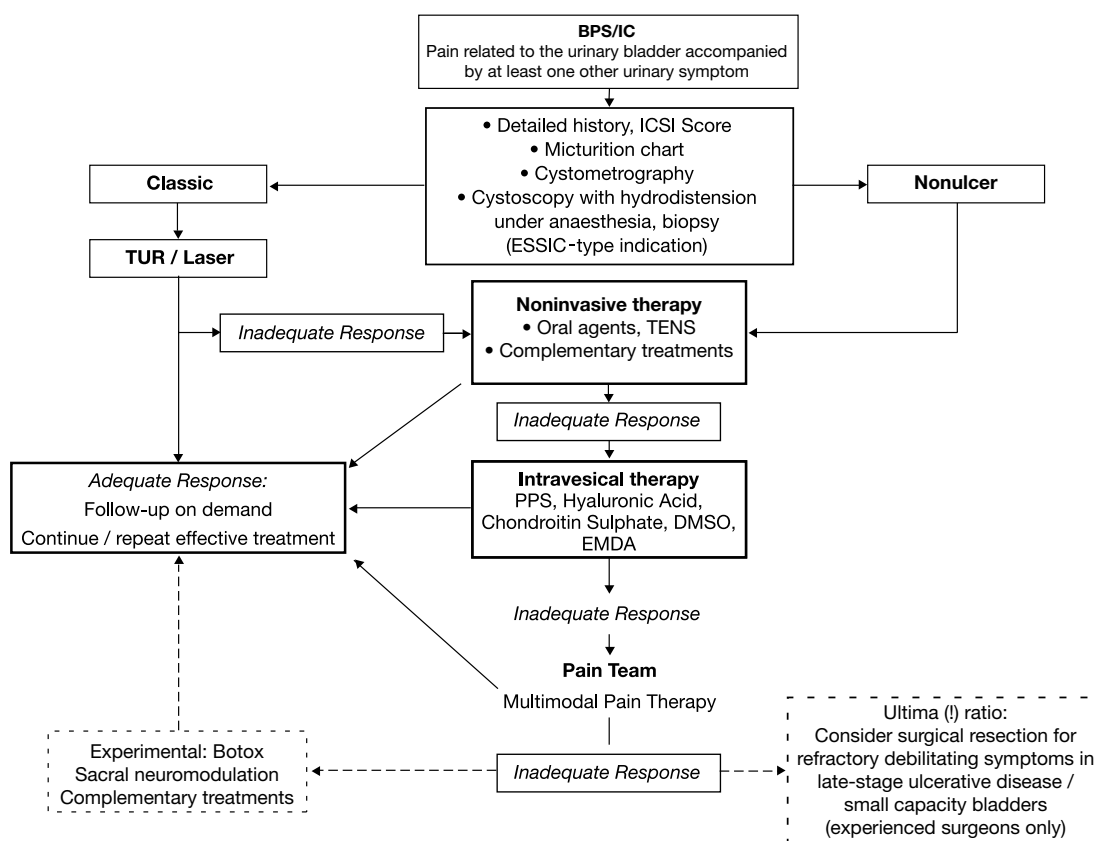 BPS/IC
Pain related to the urinary bladder accompanied
by at least one other urinary symptom
• Detailed history, ICSI Score
• Micturition chart
• Cystometrography
• Cystoscopy with hydrodistension
under anaesthesia, biopsy
(ESSIC-type indication)
Classic
Nonulcer
TUR / Laser
Inadequate Response
Noninvasive therapy
• Oral agents, TENS
• Complementary treatments
Inadequate Response
Adequate Response:
Follow-up on demand
Continue / repeat effective treatment
Intravesical therapy
PPS, Hyaluronic Acid,
Chondroitin Sulphate, DMSO,
EMDA
Inadequate Response
Pain Team
Multimodal Pain Therapy
Experimental: Botox
Sacral neuromodulation
Complementary treatments
Inadequate Response
Ultima (!) ratio:
Consider surgical resection for
refractory debilitating symptoms in
late-stage ulcerative disease /
small capacity bladders
(experienced surgeons only)